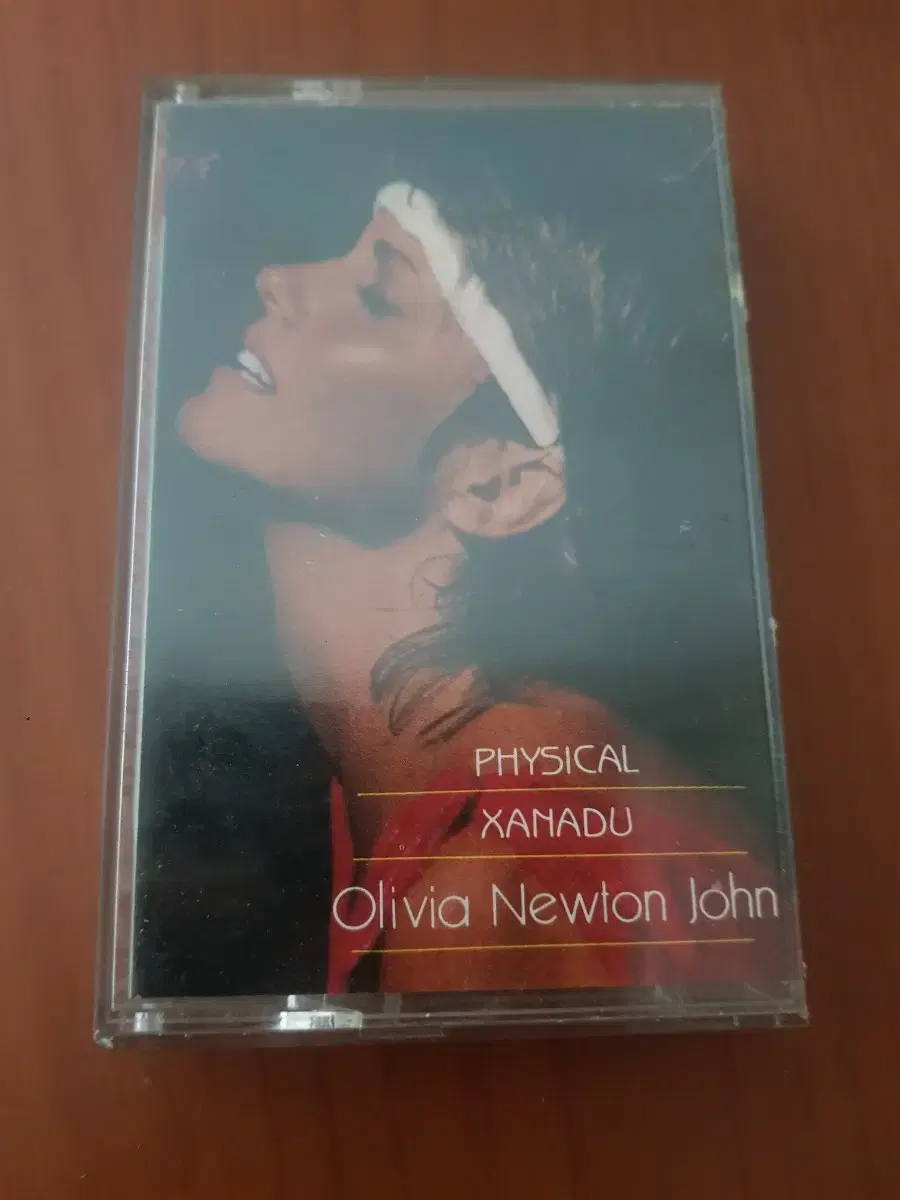 PHYSICAL
XANADU
Olivia Newton John